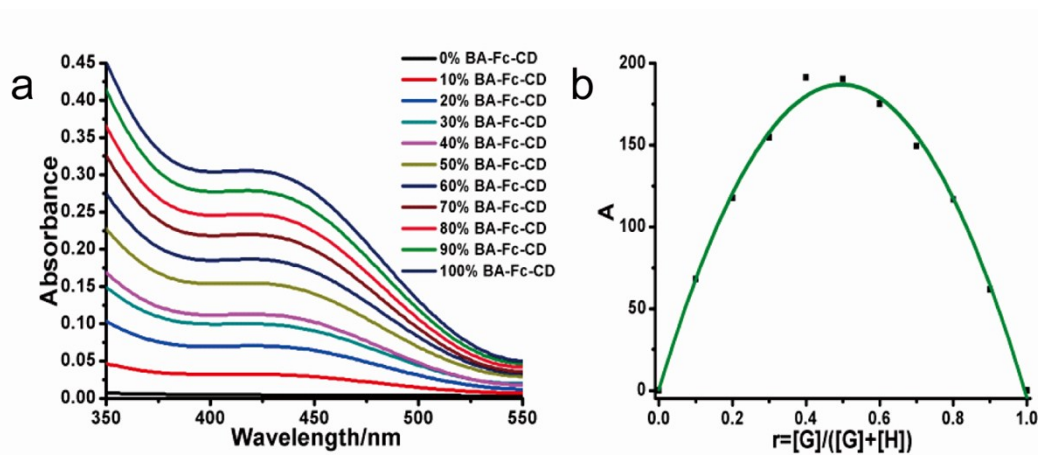 a
0.45
0.40
0.35
0.30
0.25
0.20
0.15
0.10
0.05
0.00
Absorbance
350
400
450
500
550
Wavelength/nm
0% BA-Fc-CD
10% BA-Fc-CD
20% BA-Fc-CD
30% BA-Fc-CD
40% BA-Fc-CD
50% BA-Fc-CD
60% BA-Fc-CD
70% BA-Fc-CD
80% BA-Fc-CD
90% BA-Fc-CD
100% BA-Fc-CD
b
200
150
100
50
0
A
0.0
0.2
0.4
0.6
0.8
1.0
r=[G]/([G]+[H])